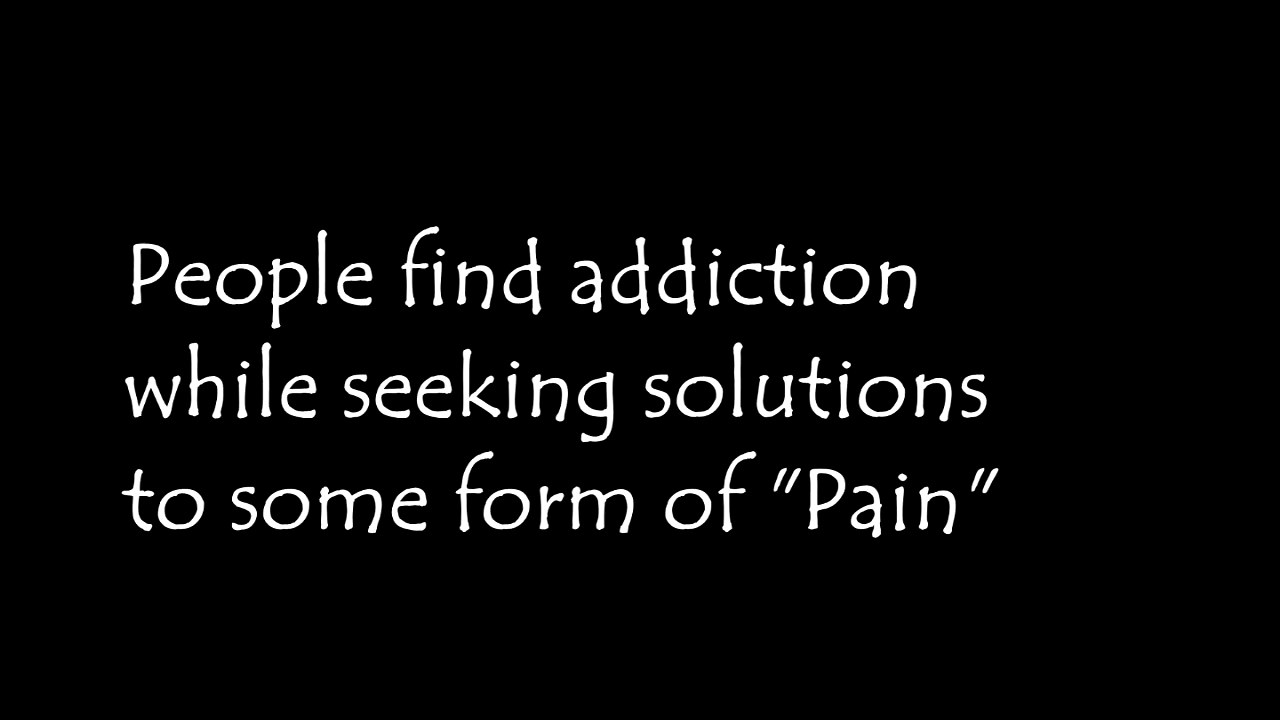 People find addiction
while seeking solutions
to some form of "Pain"